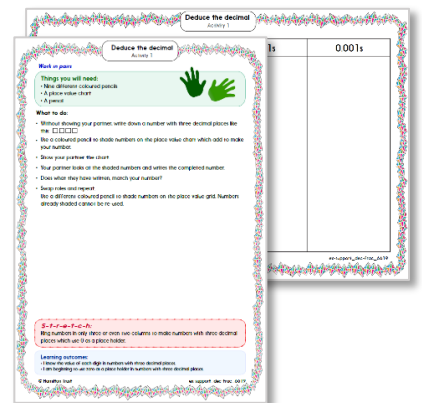 Deduce the decimal
Activity 1
1s
0.001s
Deduce the decimal
Activity 1
Work in pairs
Things you will need:
• Nine different coloured pencils
• A place value chart
• A pencil
What to do:
• Without showing your partner, write down a number with three decimal places like
this: □.□□□
• Use a coloured pencil to shade numbers on the place value chart which add to make
your number.
• Show your partner the chart.
• Your partner looks at the shaded numbers and writes the completed number.
• Does what they have written, match your number?
• Swap roles and repeat.
Use a different coloured pencil to shade numbers on the place value grid. Numbers
already shaded cannot be re-used.
S-t-r-e-t-c-h:
Ring numbers in only three or even two columns to make numbers with three decimal
places which use 0 as a place holder.
Learning outcomes:
• I know the value of each digit in numbers with three decimal places.
• I am beginning to use zero as a place holder in numbers with three decimal places.
© Hamilton Trust